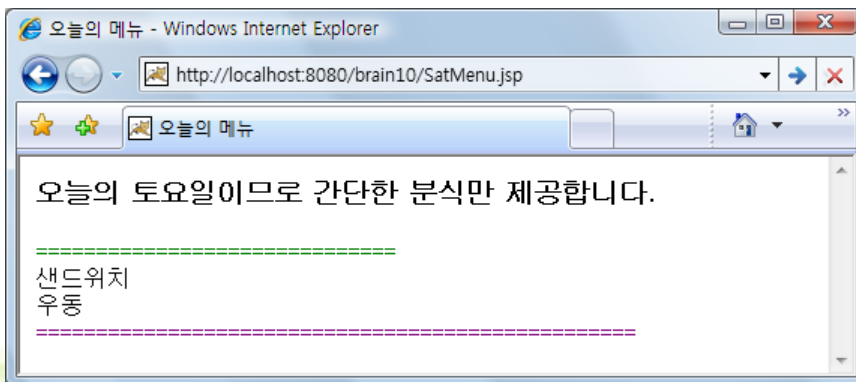 오늘의 메뉴 - Windows Internet Explorer
http://localhost:8080/brain10/SatMenu.jsp
오늘의 메뉴
오늘의 토요일이므로 간단한 분식만 제공합니다.
==============================
샌드위치
우동
==================================================